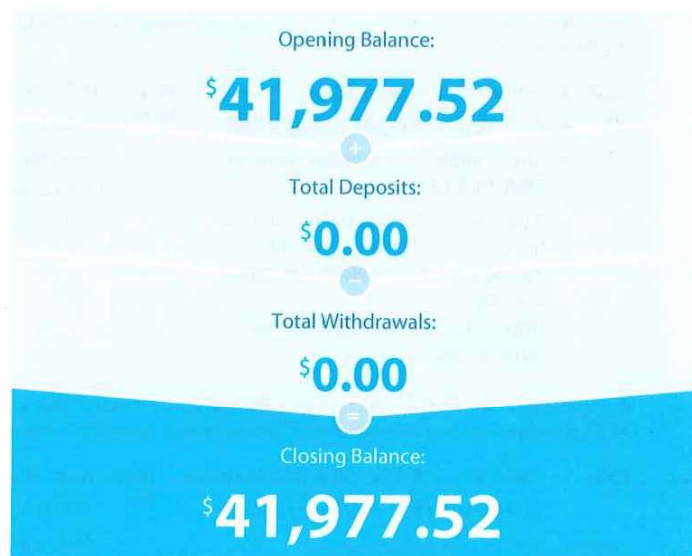 Opening Balance:
$41,977.52
+
Total Deposits:
$0.00
−
Total Withdrawals:
$0.00
=
Closing Balance:
$41,977.52